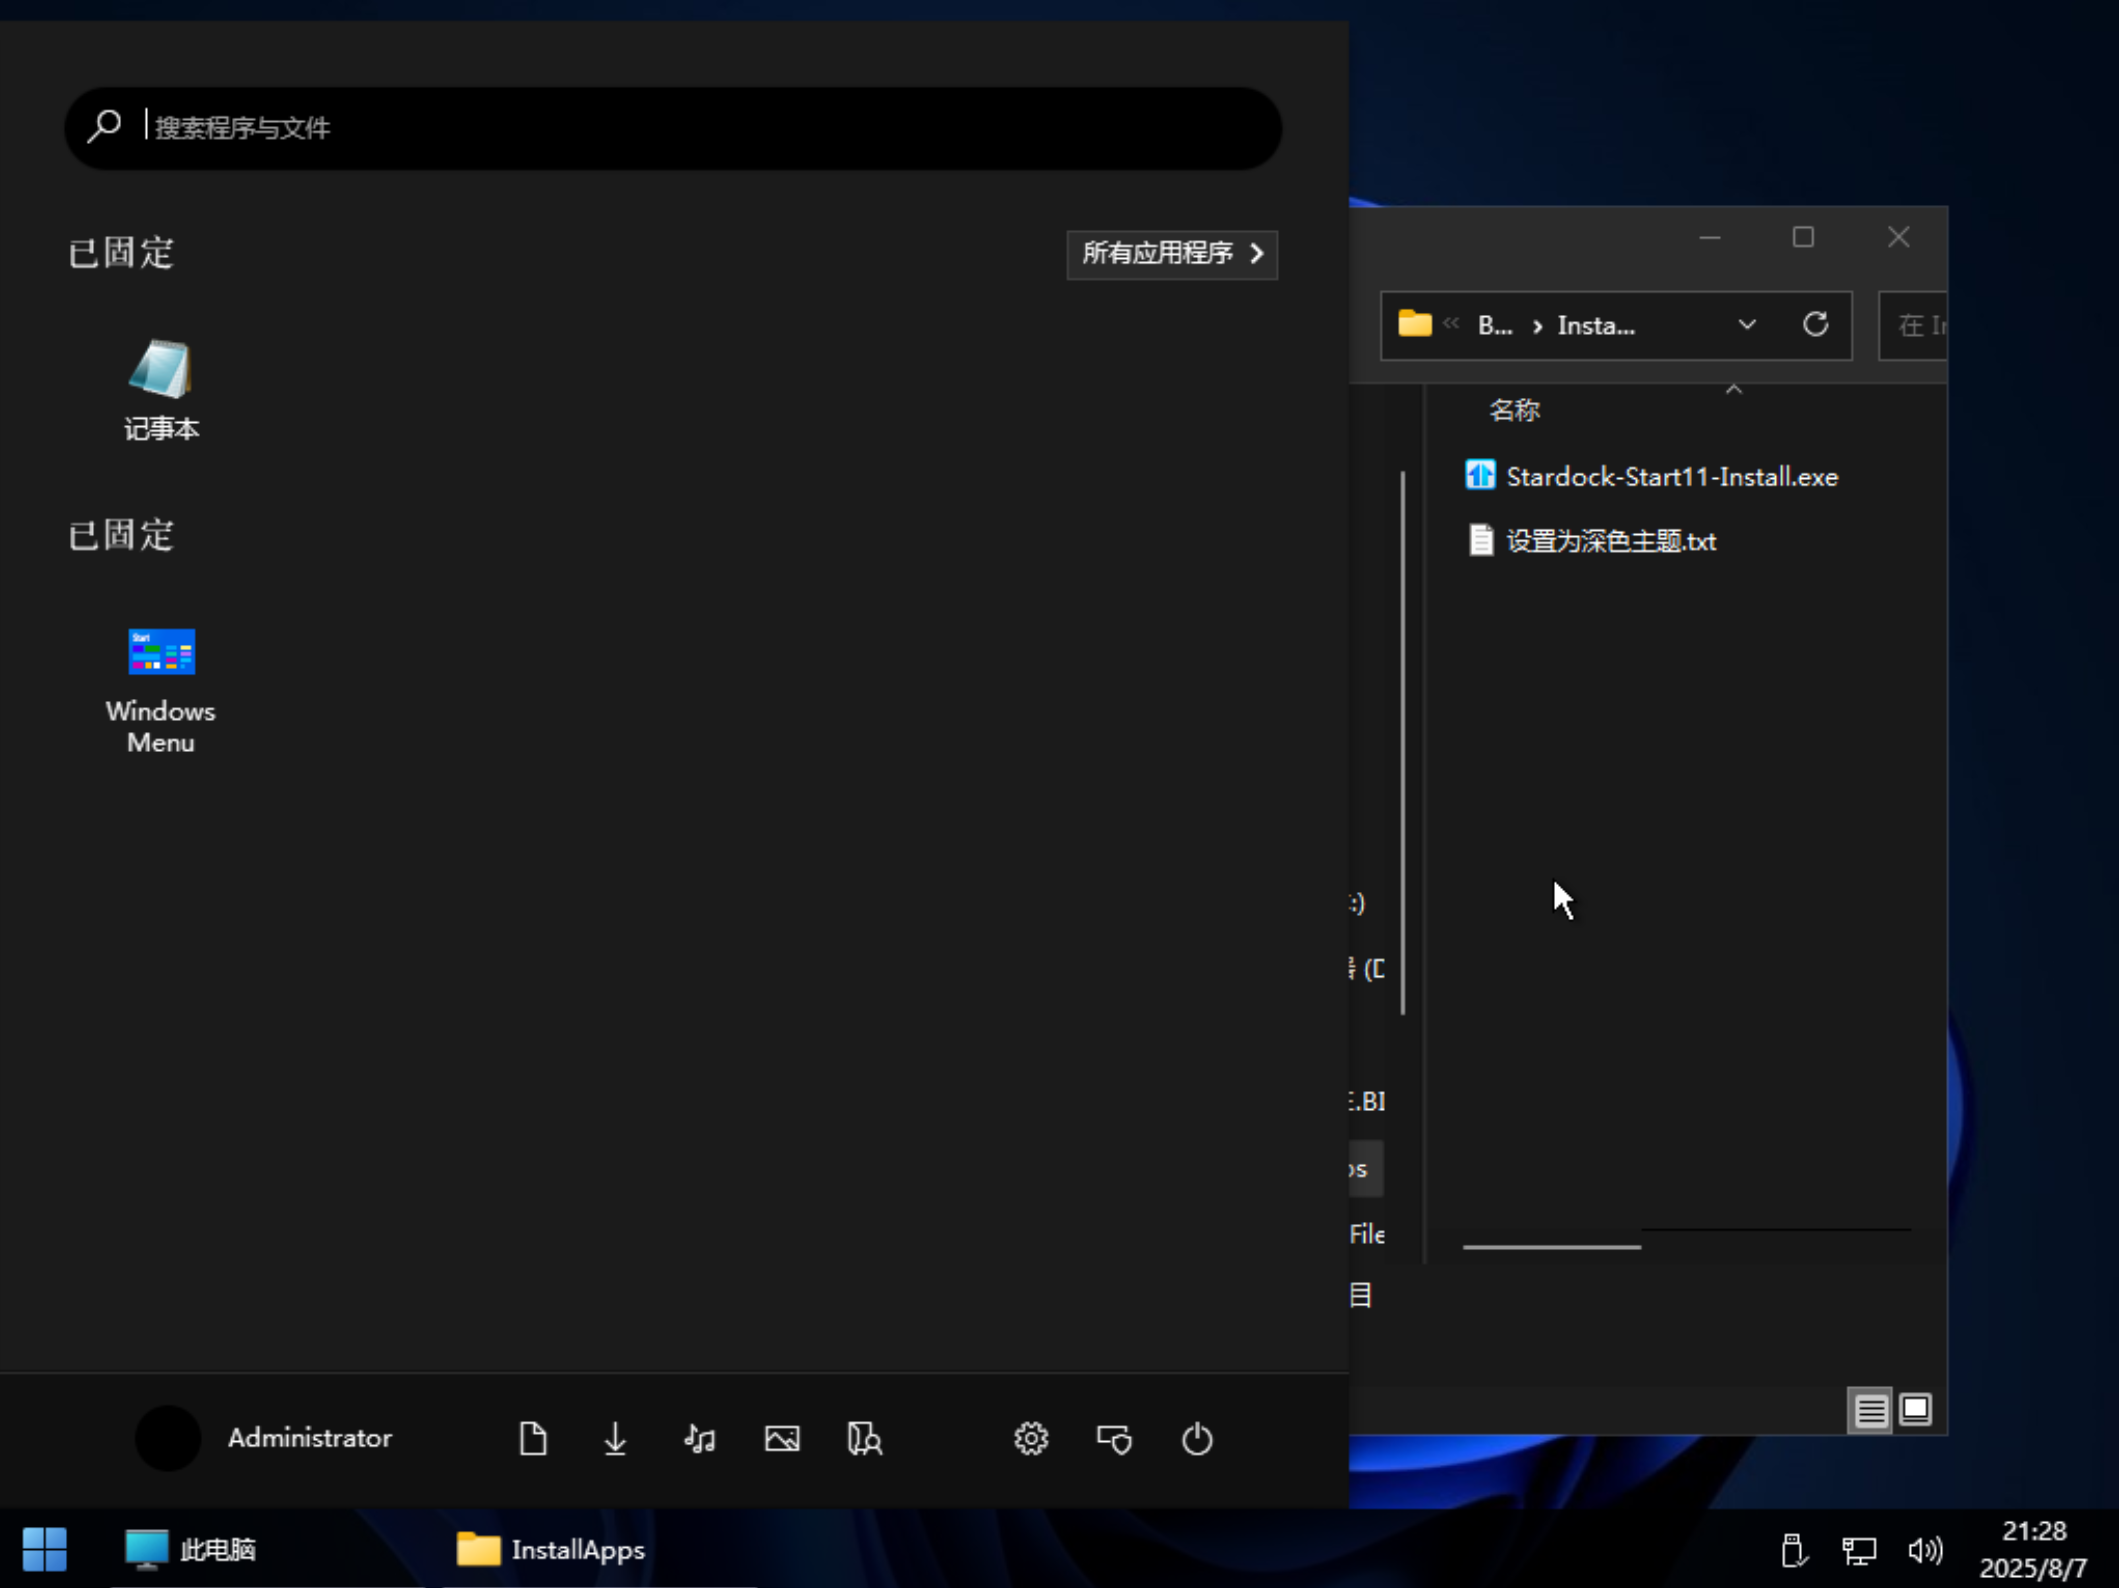 搜索程序与文件
已固定
所有应用程序
记事本
已固定
Start
Windows
Menu
Administrator
B... › Insta...
在 I
名称
Stardock-Start11-Install.exe
设置为深色主题.txt
:)
(D
E.BI
ps
File
目
此电脑
InstallApps
21:28
2025/8/7